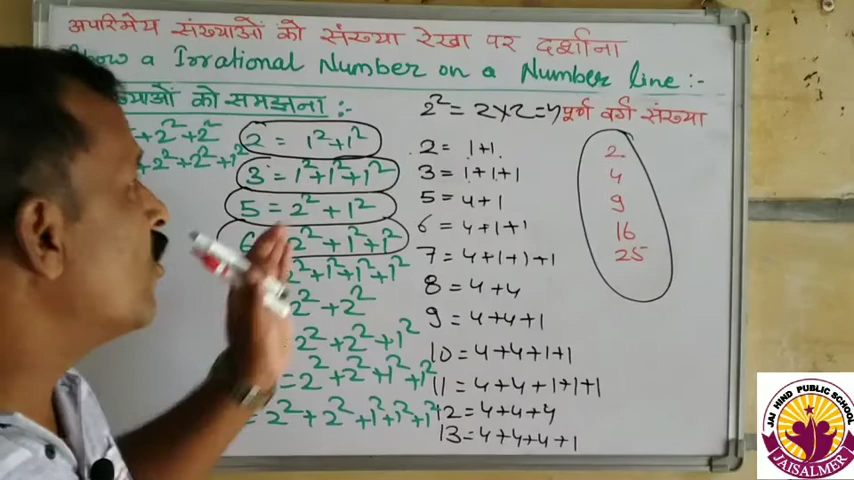 अपरिमेय संख्याओं को संख्या रेखा पर दर्शाना
a Irrational Number on a Number line :-
को समझना :-
2² = 2×2=4 पूर्ण वर्ग संख्या
+2²+2²
+2²+2²+1²
2 = 1²+1²
3 = 1²+1²+1²
5 = 2² + 1²
6 2²+1²+1²
2²+1²+1²+1²
2²+2²
2²+2²+1²
= 2²+2²+1²+1²
= 2²+2²+1²+1²+1²
2 = 1+1
3 = 1+1+1
5 = 4+1
6 = 4+1+1
7 = 4+1+1+1
8 = 4+4
9 = 4+4+1
10 = 4+4+1+1
11 = 4+4+1+1+1
12 = 4+4+4
13=4+4+4+1
2
4
9
16
25
JAI HIND PUBLIC SCHOOL
JAISALMER